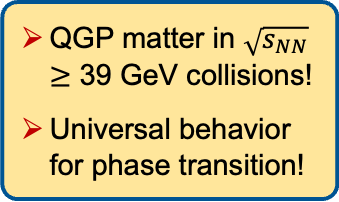 ➢ QGP matter in √s_NN
≥ 39 GeV collisions!
➢ Universal behavior
for phase transition!